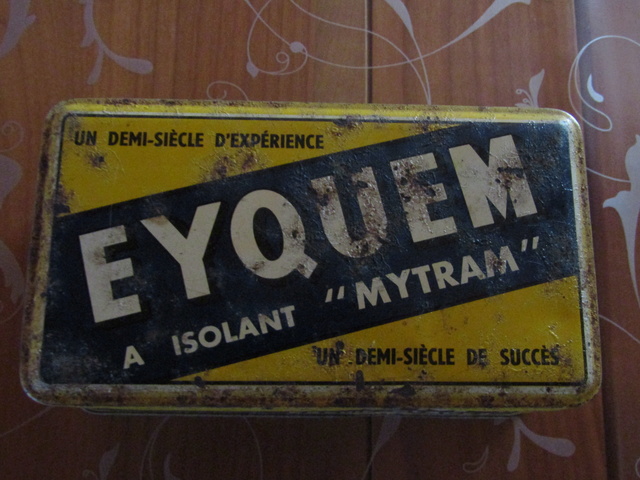 UN DEMI-SIÈCLE D'EXPÉRIENCE
EYQUEM
A ISOLANT "MYTRAM"
UN DEMI-SIÈCLE DE SUCCÈS